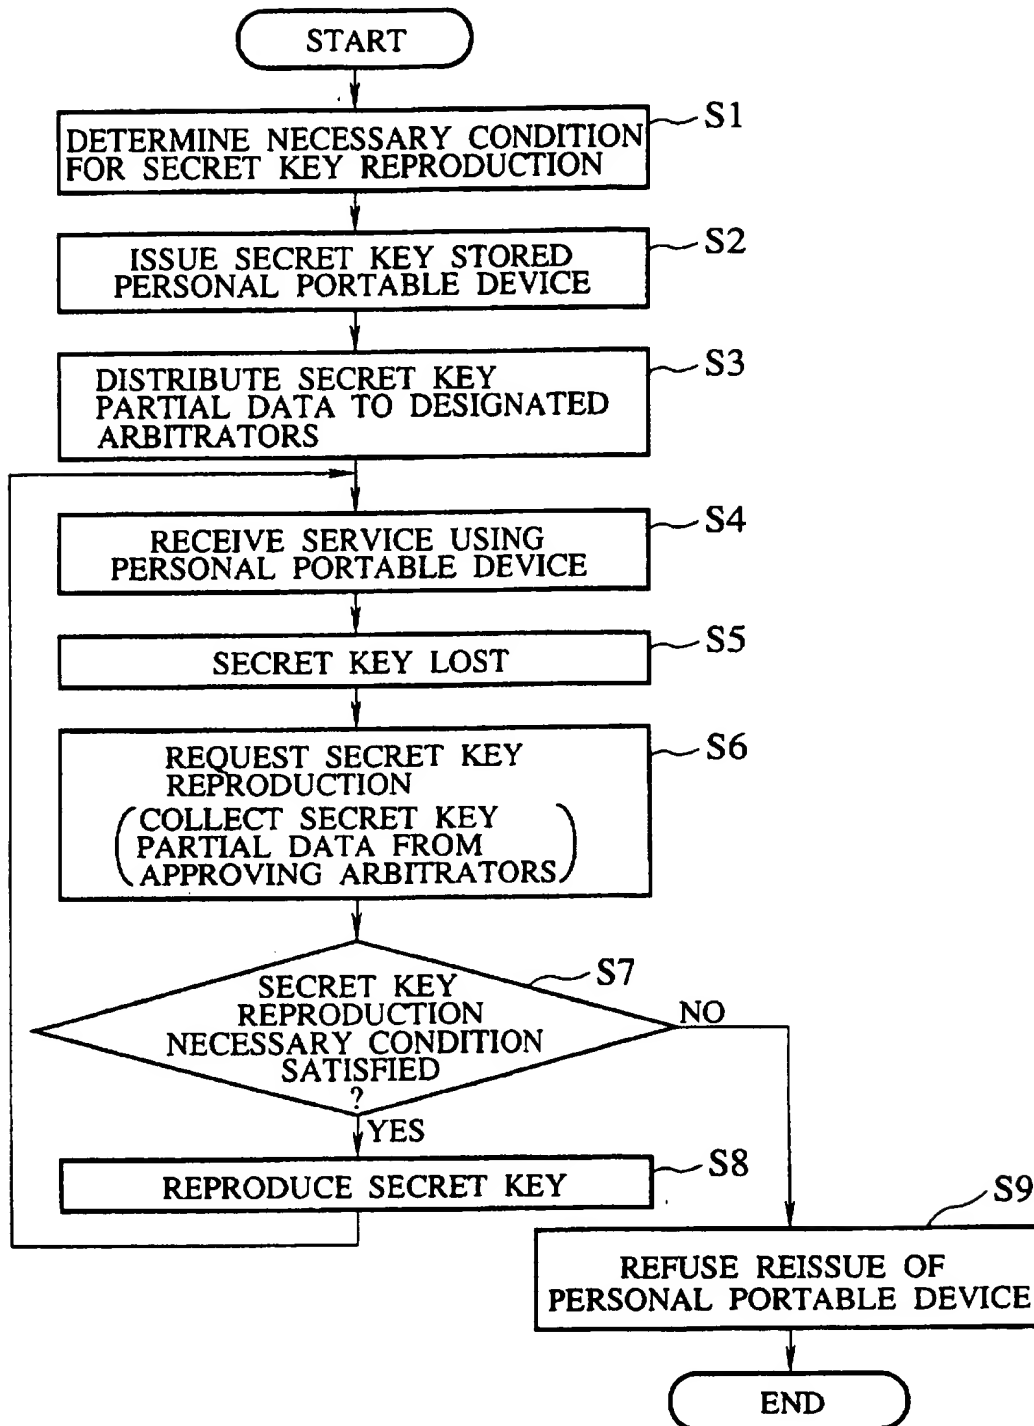 START
S1
DETERMINE NECESSARY CONDITION
FOR SECRET KEY REPRODUCTION
S2
ISSUE SECRET KEY STORED
PERSONAL PORTABLE DEVICE
S3
DISTRIBUTE SECRET KEY
PARTIAL DATA TO DESIGNATED
ARBITRATORS
S4
RECEIVE SERVICE USING
PERSONAL PORTABLE DEVICE
S5
SECRET KEY LOST
S6
REQUEST SECRET KEY
REPRODUCTION
(COLLECT SECRET KEY
PARTIAL DATA FROM
APPROVING ARBITRATORS)
S7
SECRET KEY
REPRODUCTION
NECESSARY CONDITION
SATISFIED
?
NO
YES
S8
REPRODUCE SECRET KEY
S9
REFUSE REISSUE OF
PERSONAL PORTABLE DEVICE
END